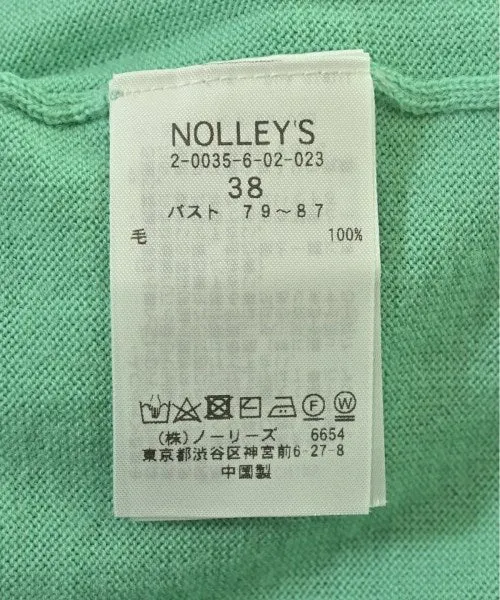 NOLLEY'S
2-0035-6-02-023
38
バスト 79~87
毛 100%
F W
(株)ノーリーズ 6654
東京都渋谷区神宮前6-27-8
中国製